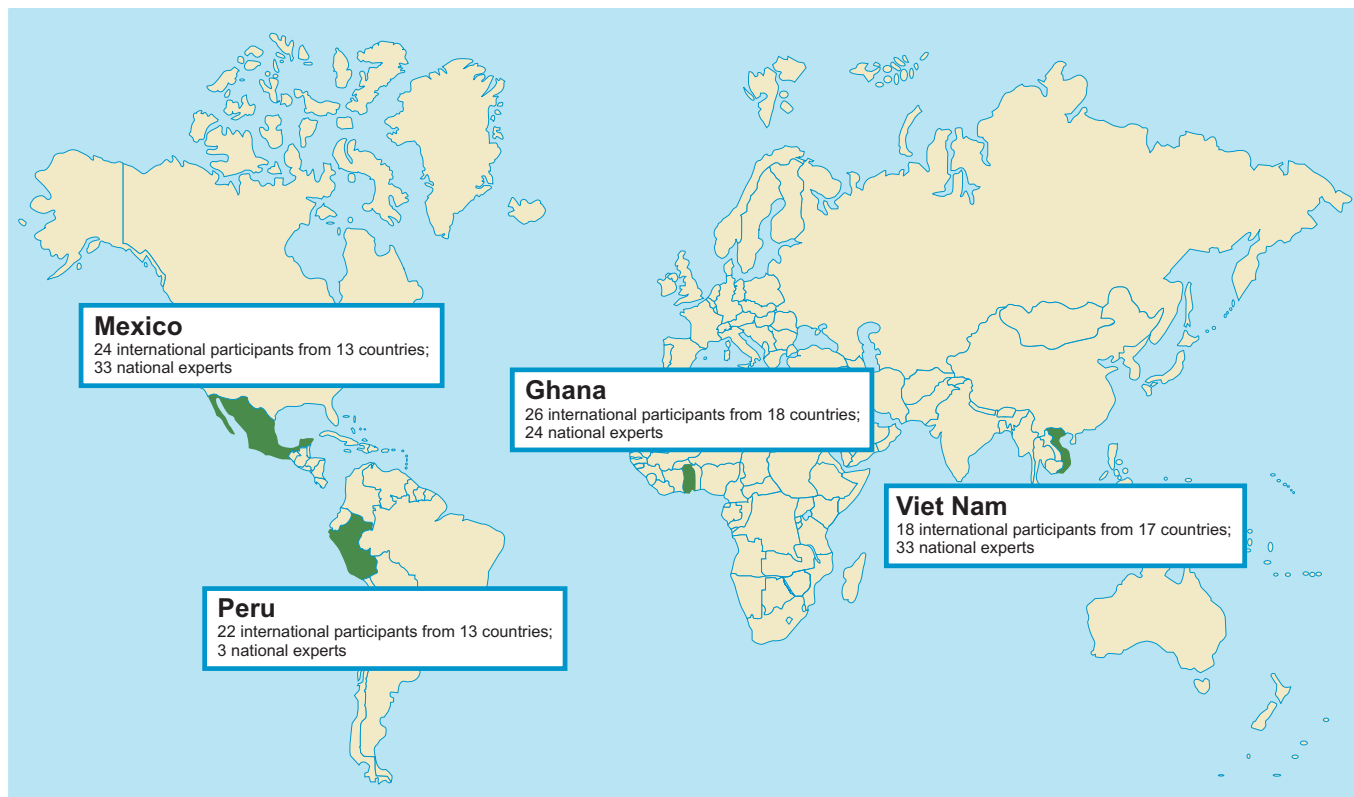 Mexico
24 international participants from 13 countries;
33 national experts
Ghana
26 international participants from 18 countries;
24 national experts
Viet Nam
18 international participants from 17 countries;
33 national experts
Peru
22 international participants from 13 countries;
3 national experts